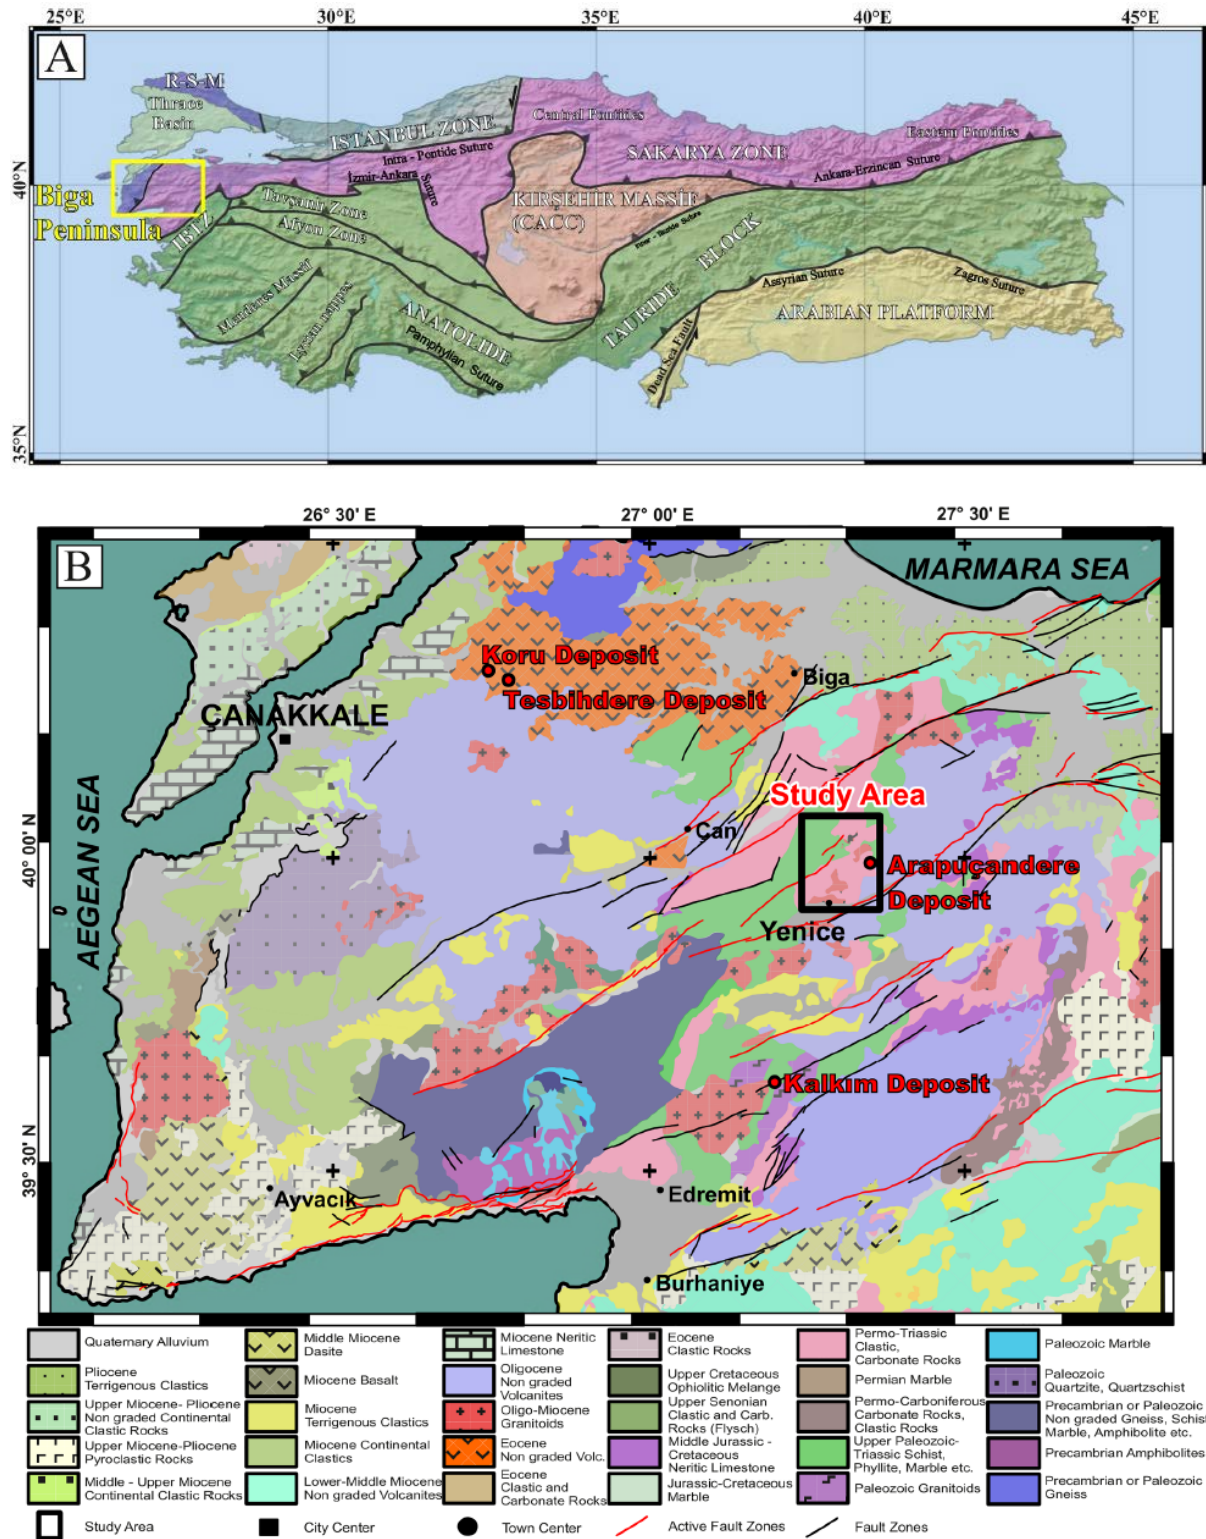 25°E 30°E 35°E 40°E 45°E
A
R-S-M
Thrace
Basin
ISTANBUL ZONE
Central Pontides
Eastern Pontides
Intra - Pontide Suture
SAKARYA ZONE
40°N
Biga
Peninsula
İzmir-Ankara Suture
Ankara-Erzincan Suture
KIRŞEHİR MASSİF
(CACC)
IBTZ
Tavşanlı Zone
Afyon Zone
Inner - Tauride Suture
BLOCK
TAURIDE
Menderes Massif
Lycian nappes
ANATOLIDE
Pamphylian Suture
Assyrian Suture
Zagros Suture
ARABIAN PLATFORM
Dead Sea Fault
35°N
26° 30' E 27° 00' E 27° 30' E
B
MARMARA SEA
Koru Deposit
Tesbihdere Deposit
Biga
ÇANAKKALE
AEGEAN SEA
Study Area
Can
40° 00' N
0
Arapuçandere
Deposit
Yenice
Kalkım Deposit
39° 30' N
Ayvacık
Edremit
Burhaniye
Quaternary Alluvium
Pliocene
Terrigenous Clastics
Upper Miocene- Pliocene
Non graded Continental
Clastic Rocks
Upper Miocene-Pliocene
Pyroclastic Rocks
Middle - Upper Miocene
Continental Clastic Rocks
Middle Miocene
Dasite
Miocene Basalt
Miocene
Terrigenous Clastics
Miocene Continental
Clastics
Lower-Middle Miocene
Non graded Volcanites
Miocene Neritic
Limestone
Oligocene
Non graded
Volcanites
Oligo-Miocene
Granitoids
Eocene
Non graded Volc.
Eocene
Clastic and
Carbonate Rocks
Eocene
Clastic Rocks
Upper Cretaceous
Ophiolitic Melange
Upper Senonian
Clastic and Carb.
Rocks (Flysch)
Middle Jurassic -
Cretaceous
Neritic Limestone
Jurassic-Cretaceous
Marble
Permo-Triassic
Clastic,
Carbonate Rocks
Permian Marble
Permo-Carboniferous
Carbonate Rocks,
Clastic Rocks
Upper Paleozoic-
Triassic Schist,
Phyllite, Marble etc.
Paleozoic Granitoids
Paleozoic Marble
Paleozoic
Quartzite, Quartzschist
Precambrian or Paleozoic
Non graded Gneiss, Schist
Marble, Amphibolite etc.
Precambrian Amphibolites
Precambrian or Paleozoic
Gneiss
Study Area
City Center
Town Center
Active Fault Zones
Fault Zones